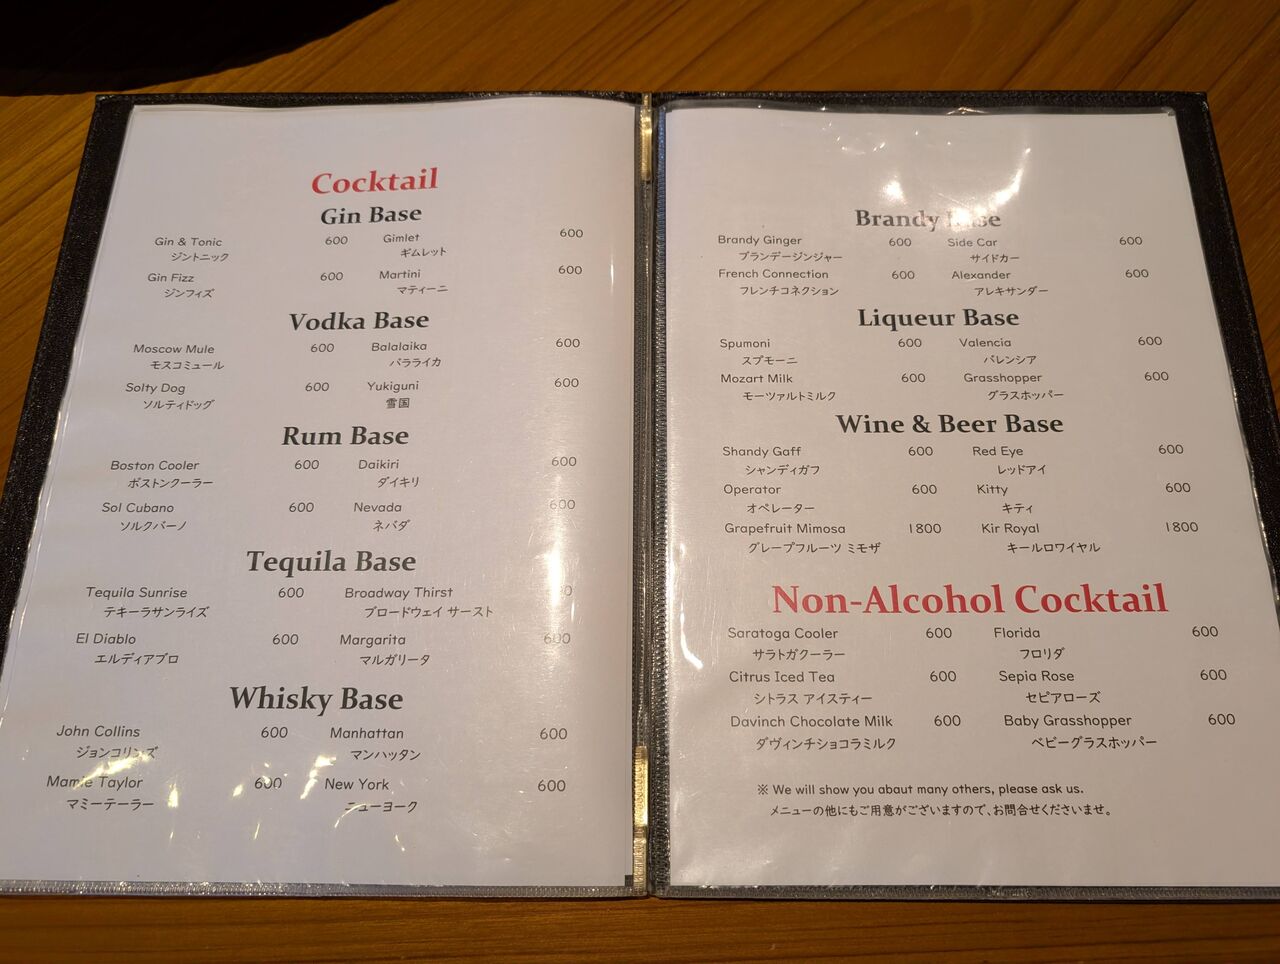 Cocktail
Gin Base
Gin & Tonic 600 Gimlet 600
ジントニック ギムレット
Gin Fizz 600 Martini 600
ジンフィズ マティーニ
Vodka Base
Moscow Mule 600 Balalaika 600
モスコミュール バラライカ
Solty Dog 600 Yukiguni 600
ソルティドッグ 雪国
Rum Base
Boston Cooler 600 Daikiri 600
ボストンクーラー ダイキリ
Sol Cubano 600 Nevada 600
ソルクバーノ ネバダ
Tequila Base
Tequila Sunrise 600 Broadway Thirst
テキーラサンライズ ブロードウェイ サースト
El Diablo 600 Margarita 600
エルディアブロ マルガリータ
Whisky Base
John Collins 600 Manhattan 600
ジョンコリンズ マンハッタン
Mamie Taylor 600 New York 600
マミーテーラー ニューヨーク
Brandy Base
Brandy Ginger 600 Side Car 600
ブランデージンジャー サイドカー
French Connection 600 Alexander 600
フレンチコネクション アレキサンダー
Liqueur Base
Spumoni 600 Valencia 600
スプモーニ バレンシア
Mozart Milk 600 Grasshopper 600
モーツァルトミルク グラスホッパー
Wine & Beer Base
Shandy Gaff 600 Red Eye 600
シャンディガフ レッドアイ
Operator 600 Kitty 600
オペレーター キティ
Grapefruit Mimosa 1800 Kir Royal 1800
グレープフルーツ ミモザ キールロワイヤル
Non-Alcohol Cocktail
Saratoga Cooler 600 Florida 600
サラトガクーラー フロリダ
Citrus Iced Tea 600 Sepia Rose 600
シトラス アイスティー セピアローズ
Davinch Chocolate Milk 600 Baby Grasshopper 600
ダヴィンチショコラミルク ベビーグラスホッパー
※ We will show you abaut many others, please ask us.
メニューの他にもご用意がございますので、お問合せくださいませ。